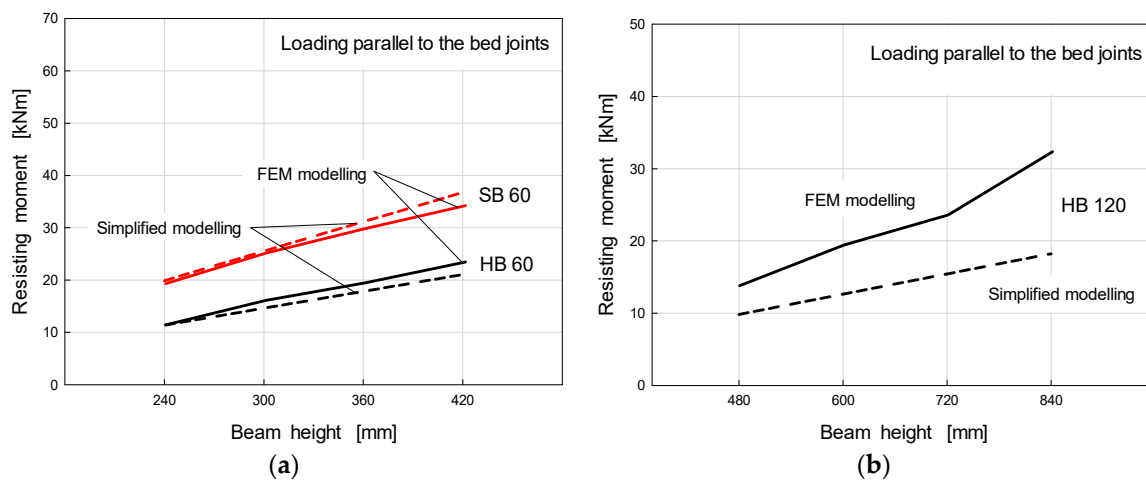 70
60
50
40
30
20
10
0
Resisting moment [kNm]
Loading parallel to the bed joints
FEM modelling
SB 60
Simplified modelling
HB 60
240 300 360 420
Beam height [mm]
(a)
50
40
30
20
10
0
Resisting moment [kNm]
Loading parallel to the bed joints
FEM modelling
HB 120
Simplified modelling
480 600 720 840
Beam height [mm]
(b)